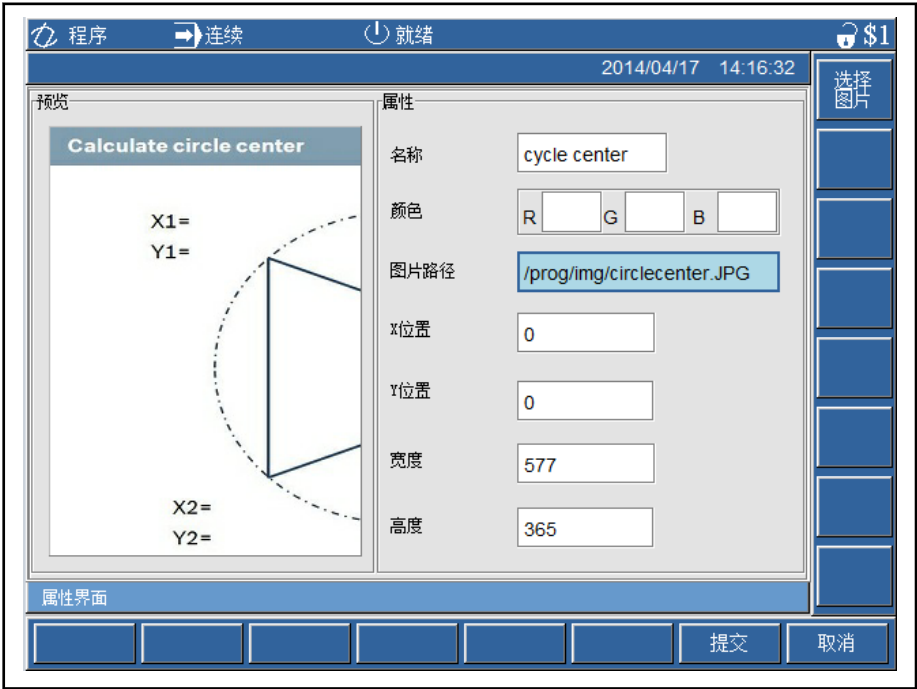 程序 连续 就绪 $1
2014/04/17 14:16:32
选择
图片
预览
Calculate circle center
X1=
Y1=
X2=
Y2=
属性
名称 cycle center
颜色 R G B
图片路径 /prog/img/circlecenter.JPG
X位置 0
Y位置 0
宽度 577
高度 365
属性界面
提交 取消